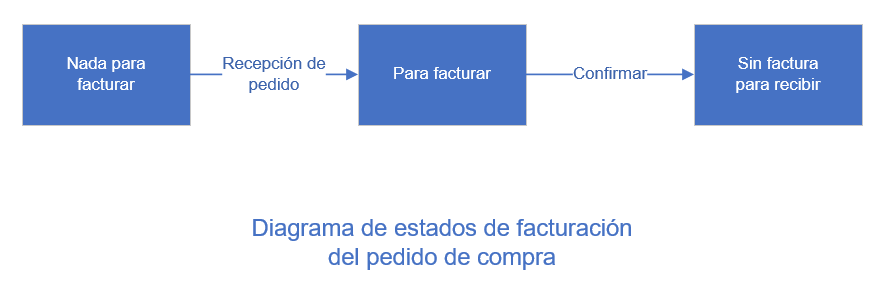 Nada para
facturar
Recepción de
pedido
Para facturar
Confirmar
Sin factura
para recibir
Diagrama de estados de facturación
del pedido de compra